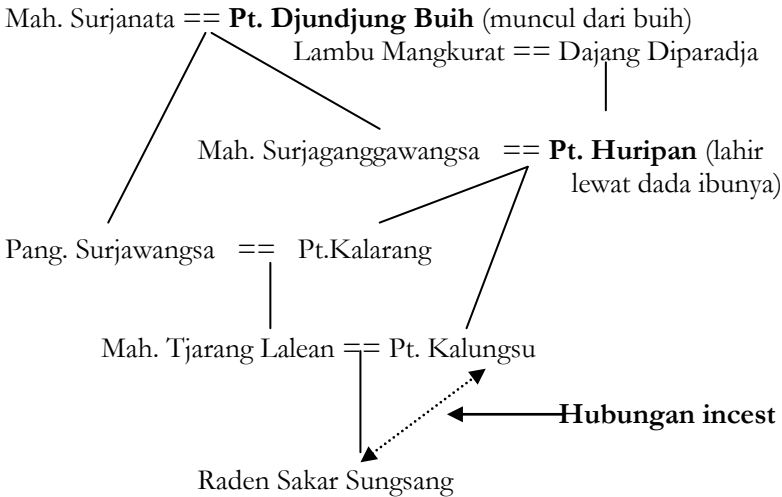 Mah. Surjanata == Pt. Djundjung Buih (muncul dari buih)
Lambu Mangkurat == Dajang Diparadja
Mah. Surjaganggawangsa == Pt. Huripan (lahir
lewat dada ibunya)
Pang. Surjawangsa == Pt.Kalarang
Mah. Tjarang Lalean == Pt. Kalungsu
Hubungan incest
Raden Sakar Sungsang